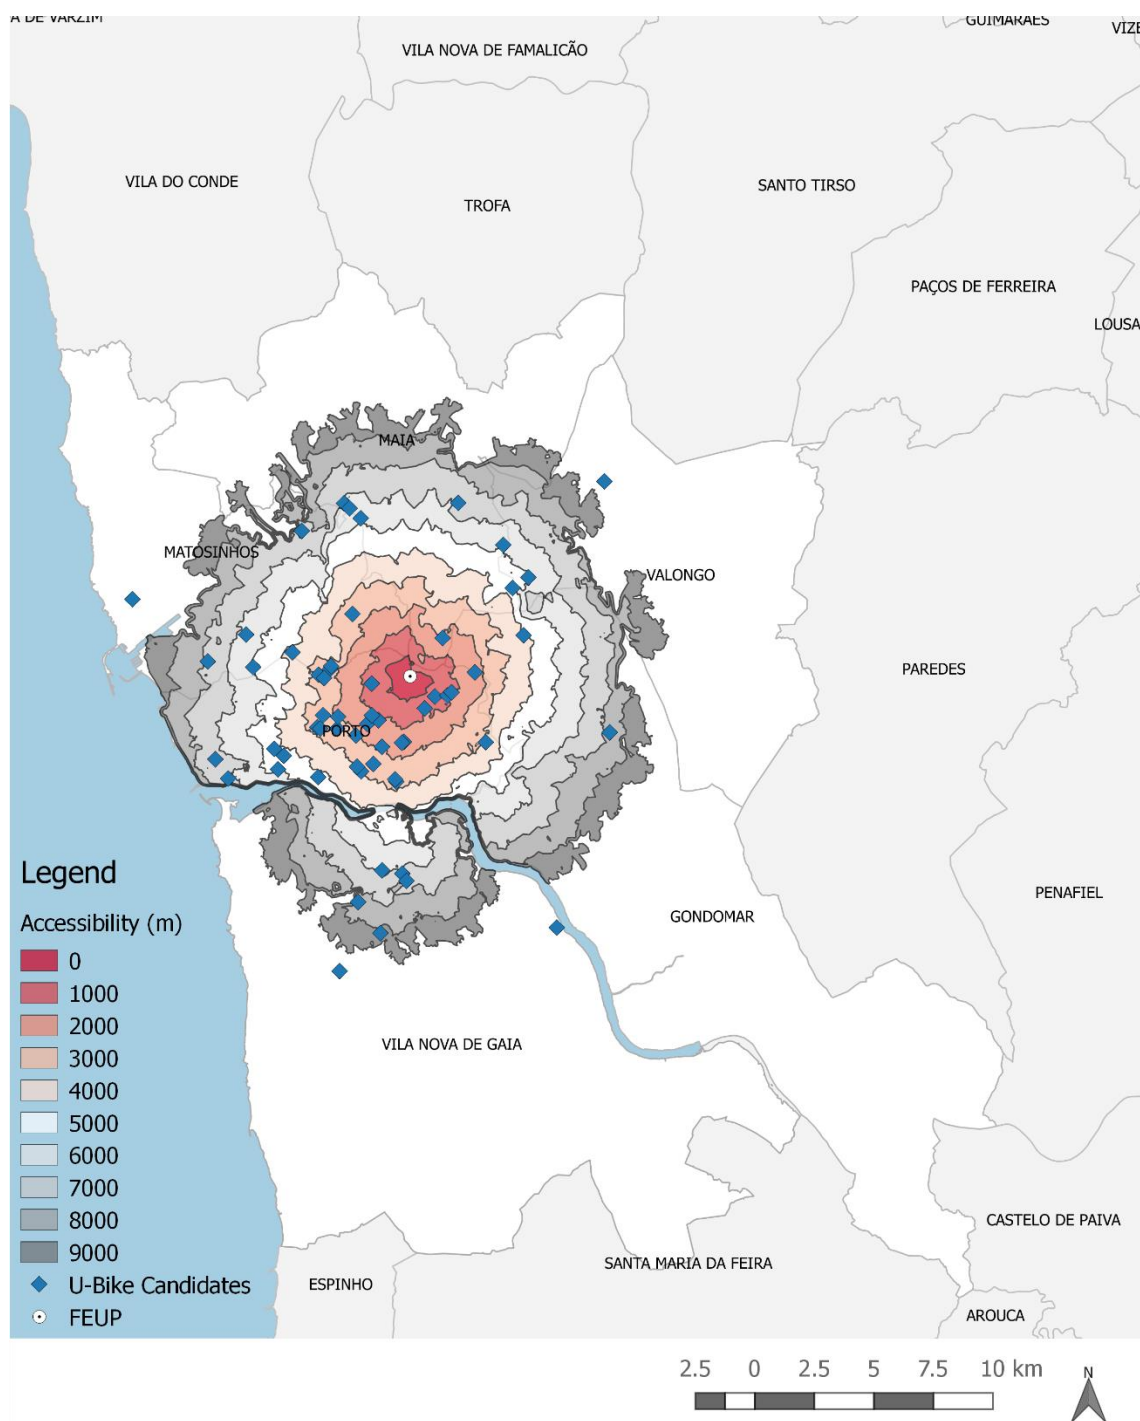 A DE VARZIM
GUIMARÃES
VIZE
VILA NOVA DE FAMALICÃO
VILA DO CONDE
SANTO TIRSO
TROFA
PAÇOS DE FERREIRA
LOUSA
MAIA
MATOSINHOS
VALONGO
PAREDES
PORTO
PENAFIEL
GONDOMAR
VILA NOVA DE GAIA
CASTELO DE PAIVA
SANTA MARIA DA FEIRA
ESPINHO
AROUCA
Legend
Accessibility (m)
0
1000
2000
3000
4000
5000
6000
7000
8000
9000
U-Bike Candidates
FEUP
2.5 0 2.5 5 7.5 10 km
N